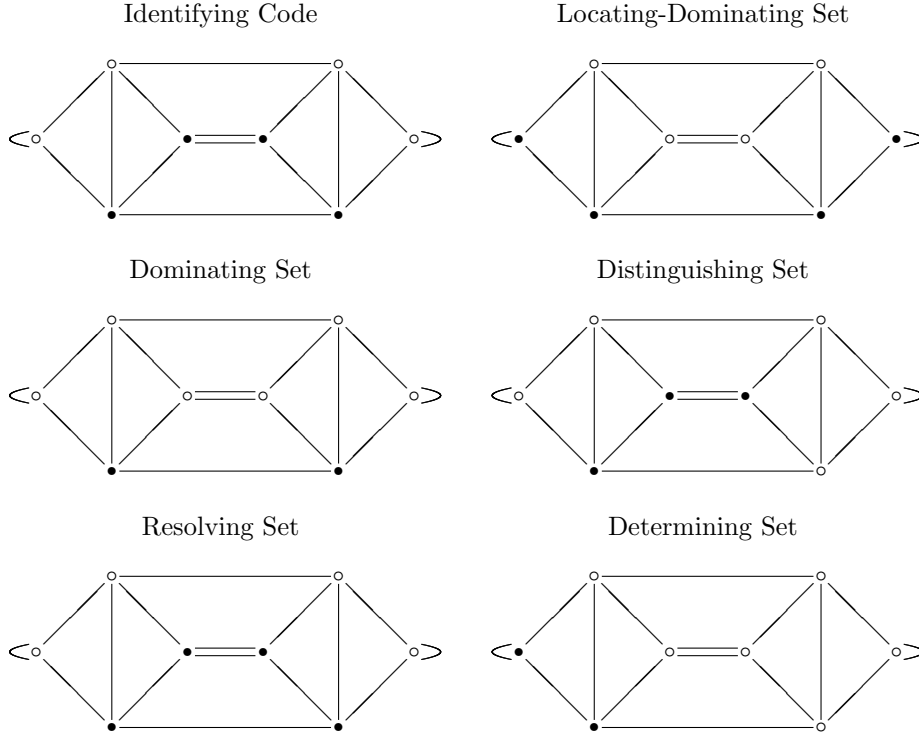 Identifying Code
Locating-Dominating Set
Dominating Set
Distinguishing Set
Resolving Set
Determining Set